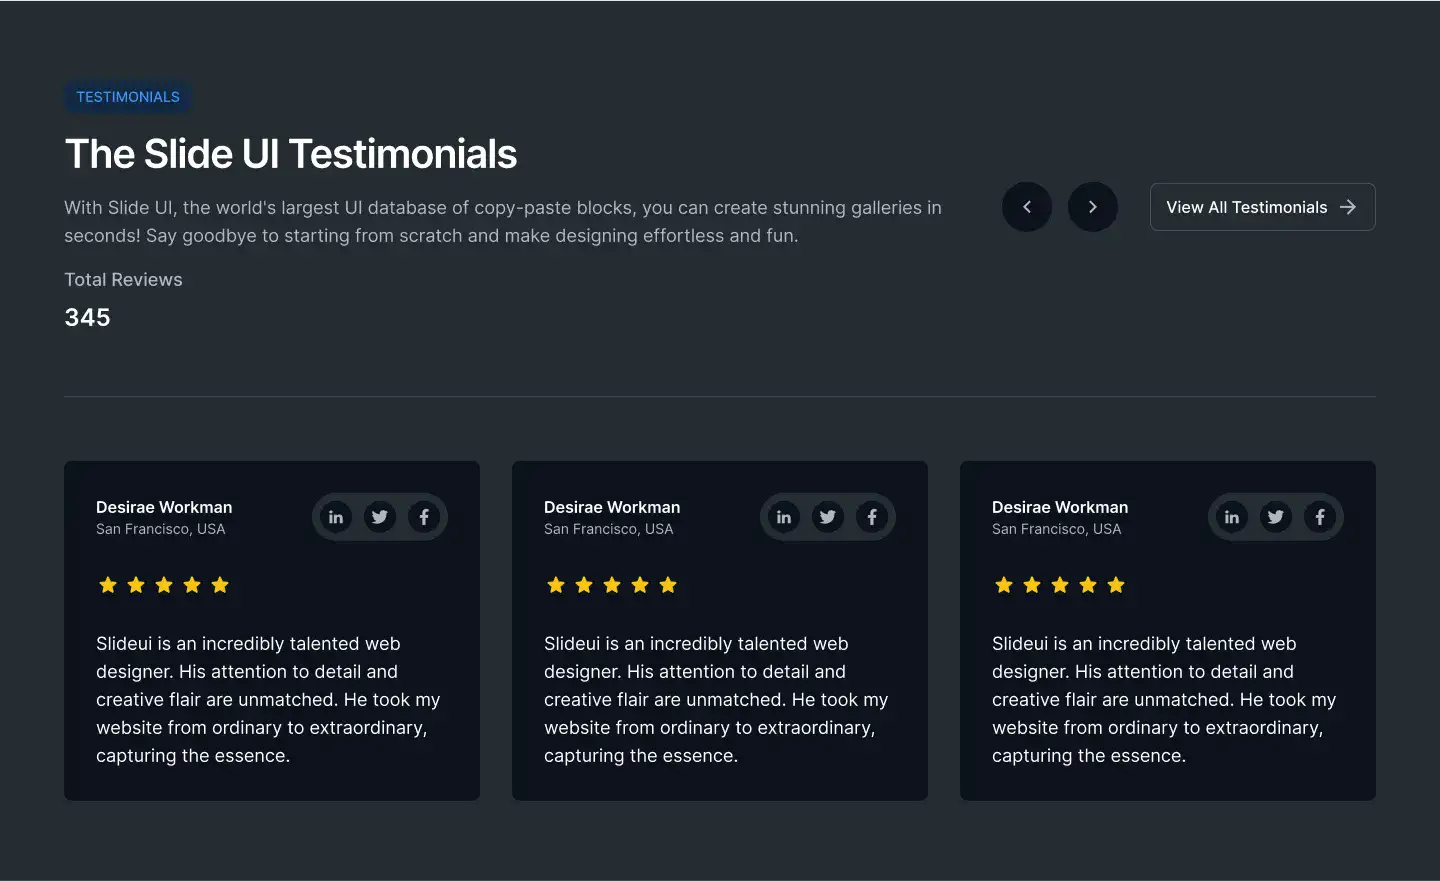 TESTIMONIALS
The Slide UI Testimonials
With Slide UI, the world's largest UI database of copy-paste blocks, you can create stunning galleries in
seconds! Say goodbye to starting from scratch and make designing effortless and fun.
View All Testimonials
Total Reviews
345
Desirae Workman
San Francisco, USA
in
f
Slideui is an incredibly talented web
designer. His attention to detail and
creative flair are unmatched. He took my
website from ordinary to extraordinary,
capturing the essence.
Desirae Workman
San Francisco, USA
in
f
Slideui is an incredibly talented web
designer. His attention to detail and
creative flair are unmatched. He took my
website from ordinary to extraordinary,
capturing the essence.
Desirae Workman
San Francisco, USA
in
f
Slideui is an incredibly talented web
designer. His attention to detail and
creative flair are unmatched. He took my
website from ordinary to extraordinary,
capturing the essence.